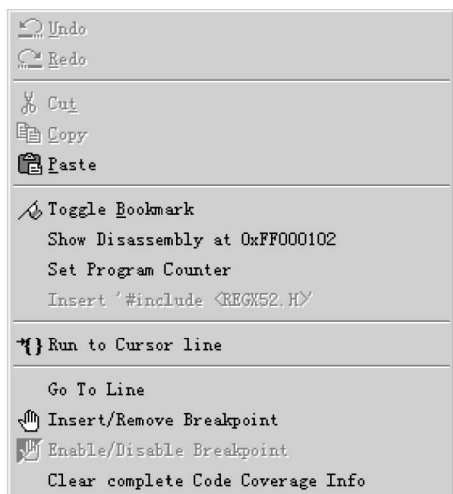 Undo
Redo
Cut
Copy
Paste
Toggle Bookmark
Show Disassembly at 0xFF000102
Set Program Counter
Insert '#include <REGX52.H>'
Run to Cursor line
Go To Line
Insert/Remove Breakpoint
Enable/Disable Breakpoint
Clear complete Code Coverage Info